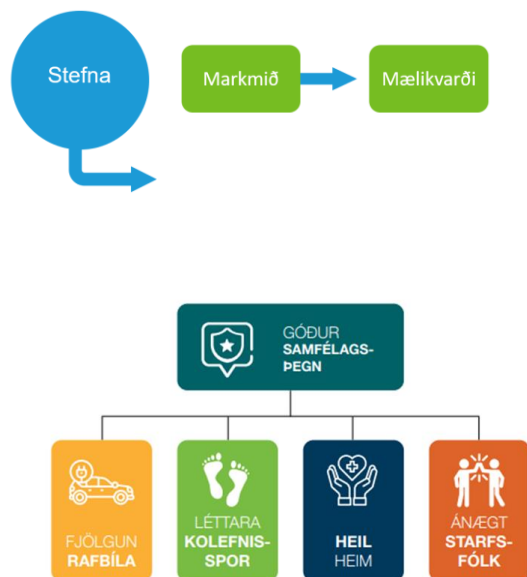 Stefna
Markmið
Mælikvarði
GÓÐUR
SAMFÉLAGS-
ÞEGN
FJÖLGUN
RAFBÍLA
LÉTTARA
KOLEFNIS-
SPOR
HEIL
HEIM
ÁNÆGT
STARFS-
FÓLK